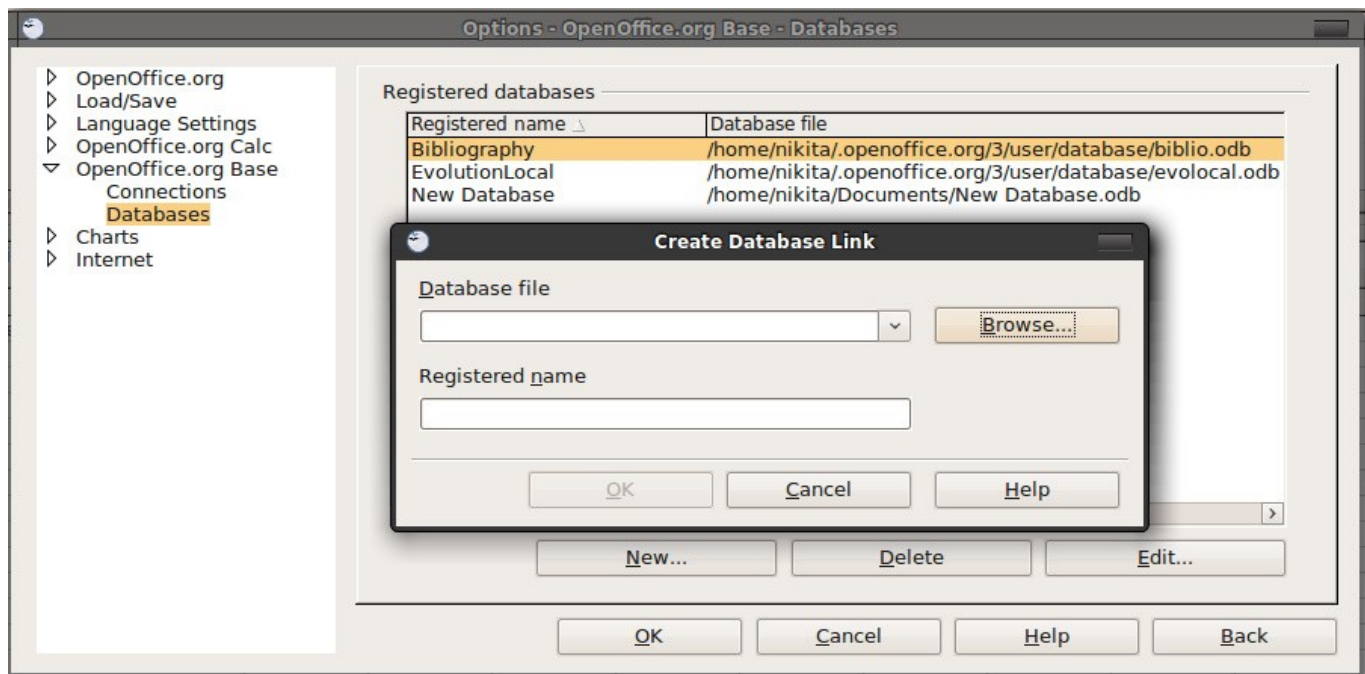 Options - OpenOffice.org Base - Databases
OpenOffice.org
Load/Save
Language Settings
OpenOffice.org Calc
OpenOffice.org Base
Connections
Databases
Charts
Internet
Registered databases
Registered name Database file
Bibliography /home/nikita/.openoffice.org/3/user/database/biblio.odb
EvolutionLocal /home/nikita/.openoffice.org/3/user/database/evolocal.odb
New Database /home/nikita/Documents/New Database.odb
Create Database Link
Database file
Browse...
Registered name
OK Cancel Help
New... Delete Edit...
OK Cancel Help Back